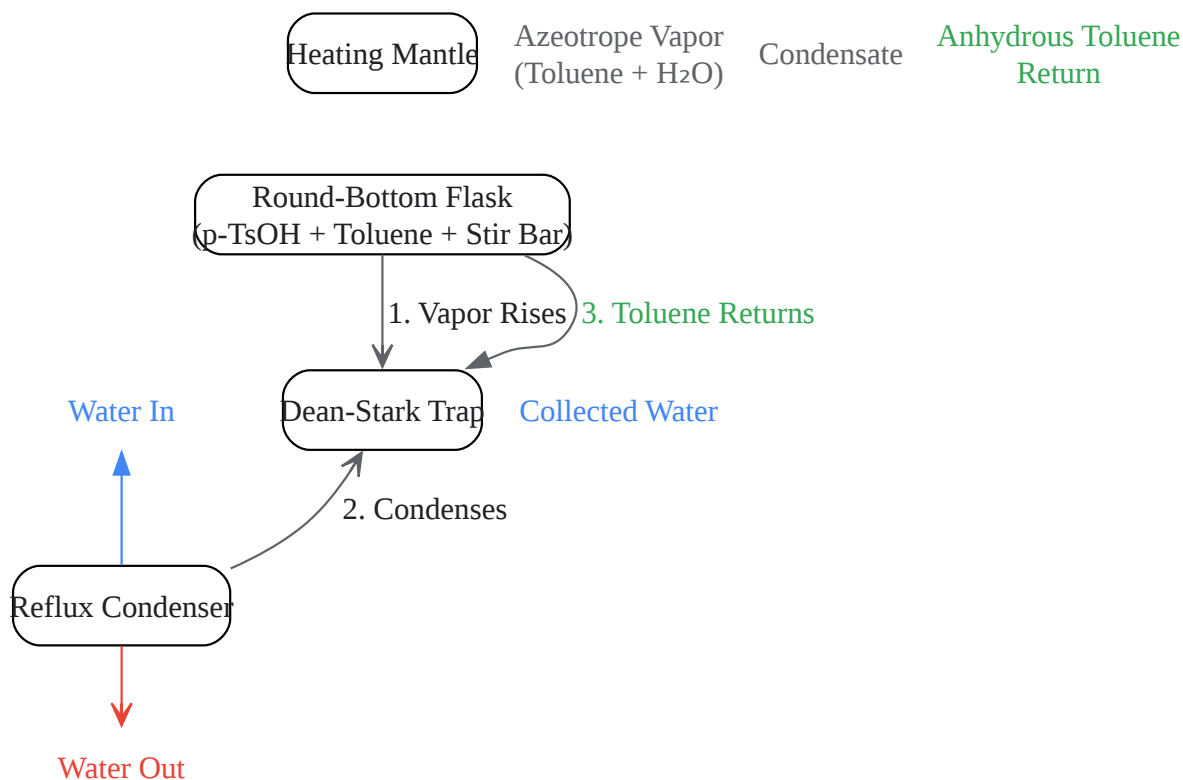 Heating Mantle
Azeotrope Vapor
(Toluene + H₂O)
Condensate
Anhydrous Toluene
Return
Round-Bottom Flask
(p-TsOH + Toluene + Stir Bar)
1. Vapor Rises
3. Toluene Returns
Water In
Dean-Stark Trap
Collected Water
2. Condenses
Reflux Condenser
Water Out